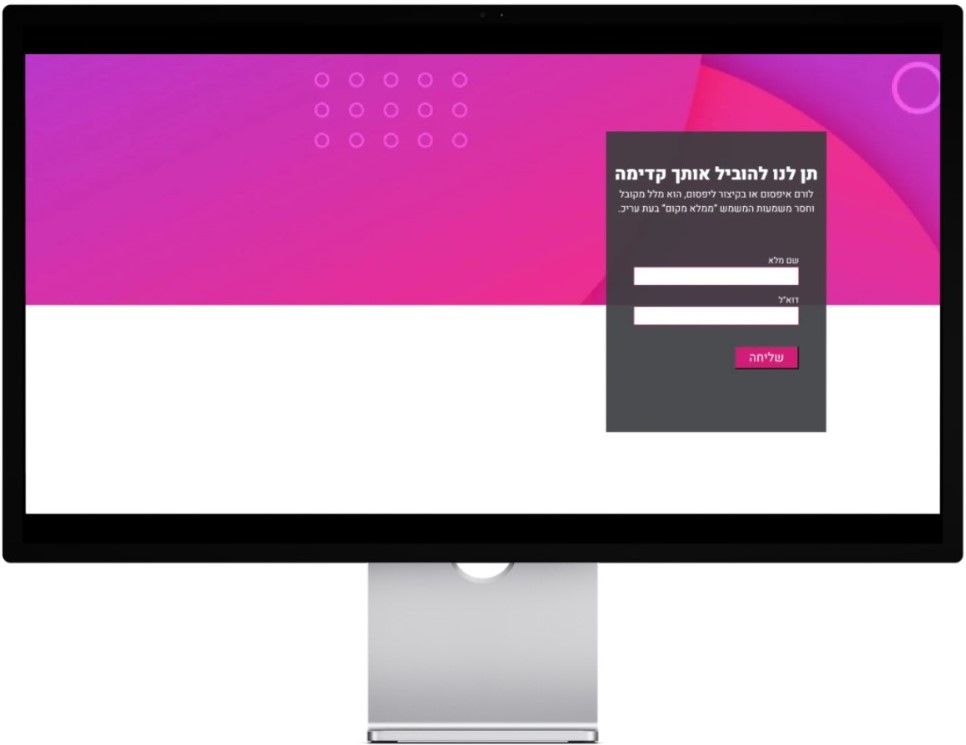 תן לנו להוביל אותך קדימה
לורם איפסום או בקיצור ליפסום, הוא מלל מקובל
וחסר משמעות המשמש "ממלא מקום" בעת עריכ.
שם מלא
דוא"ל
שליחה